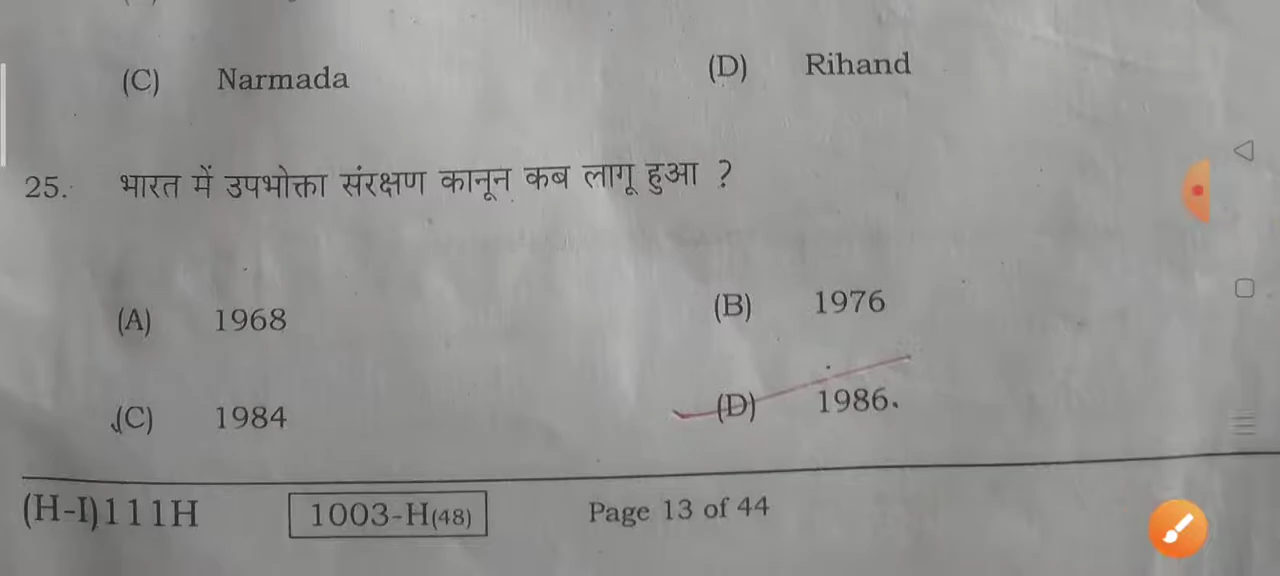 (C) Narmada (D) Rihand
25. भारत में उपभोक्ता संरक्षण कानून कब लागू हुआ ?
(A) 1968 (B) 1976
(C) 1984 (D) 1986.
(H-I)111H 1003-H(48) Page 13 of 44